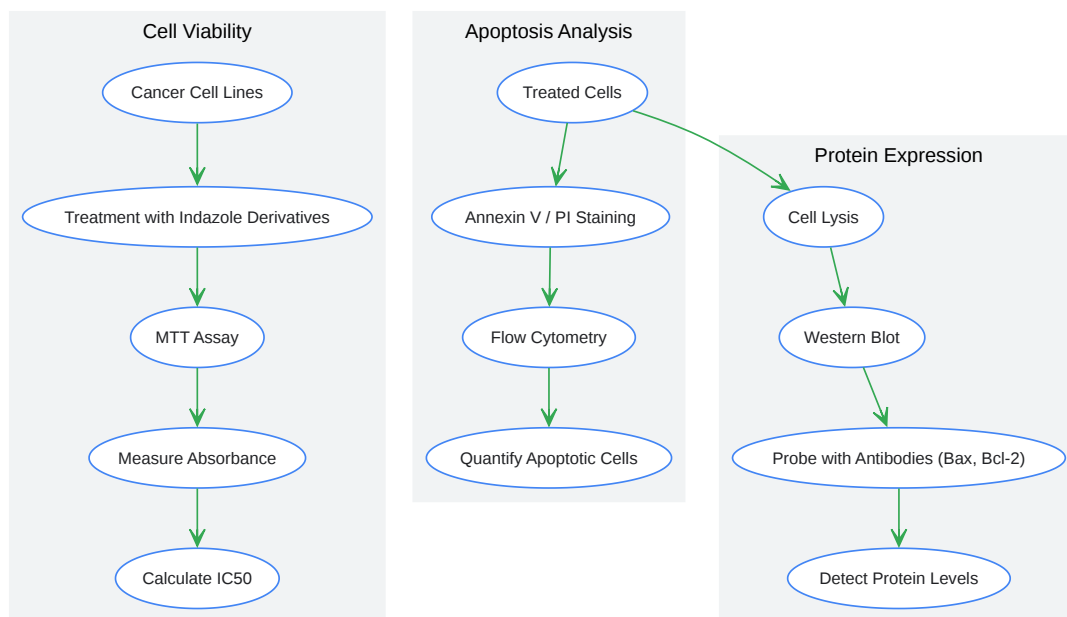 Cell Viability
Cancer Cell Lines
Treatment with Indazole Derivatives
MTT Assay
Measure Absorbance
Calculate IC50
Apoptosis Analysis
Treated Cells
Annexin V / PI Staining
Flow Cytometry
Quantify Apoptotic Cells
Protein Expression
Cell Lysis
Western Blot
Probe with Antibodies (Bax, Bcl-2)
Detect Protein Levels